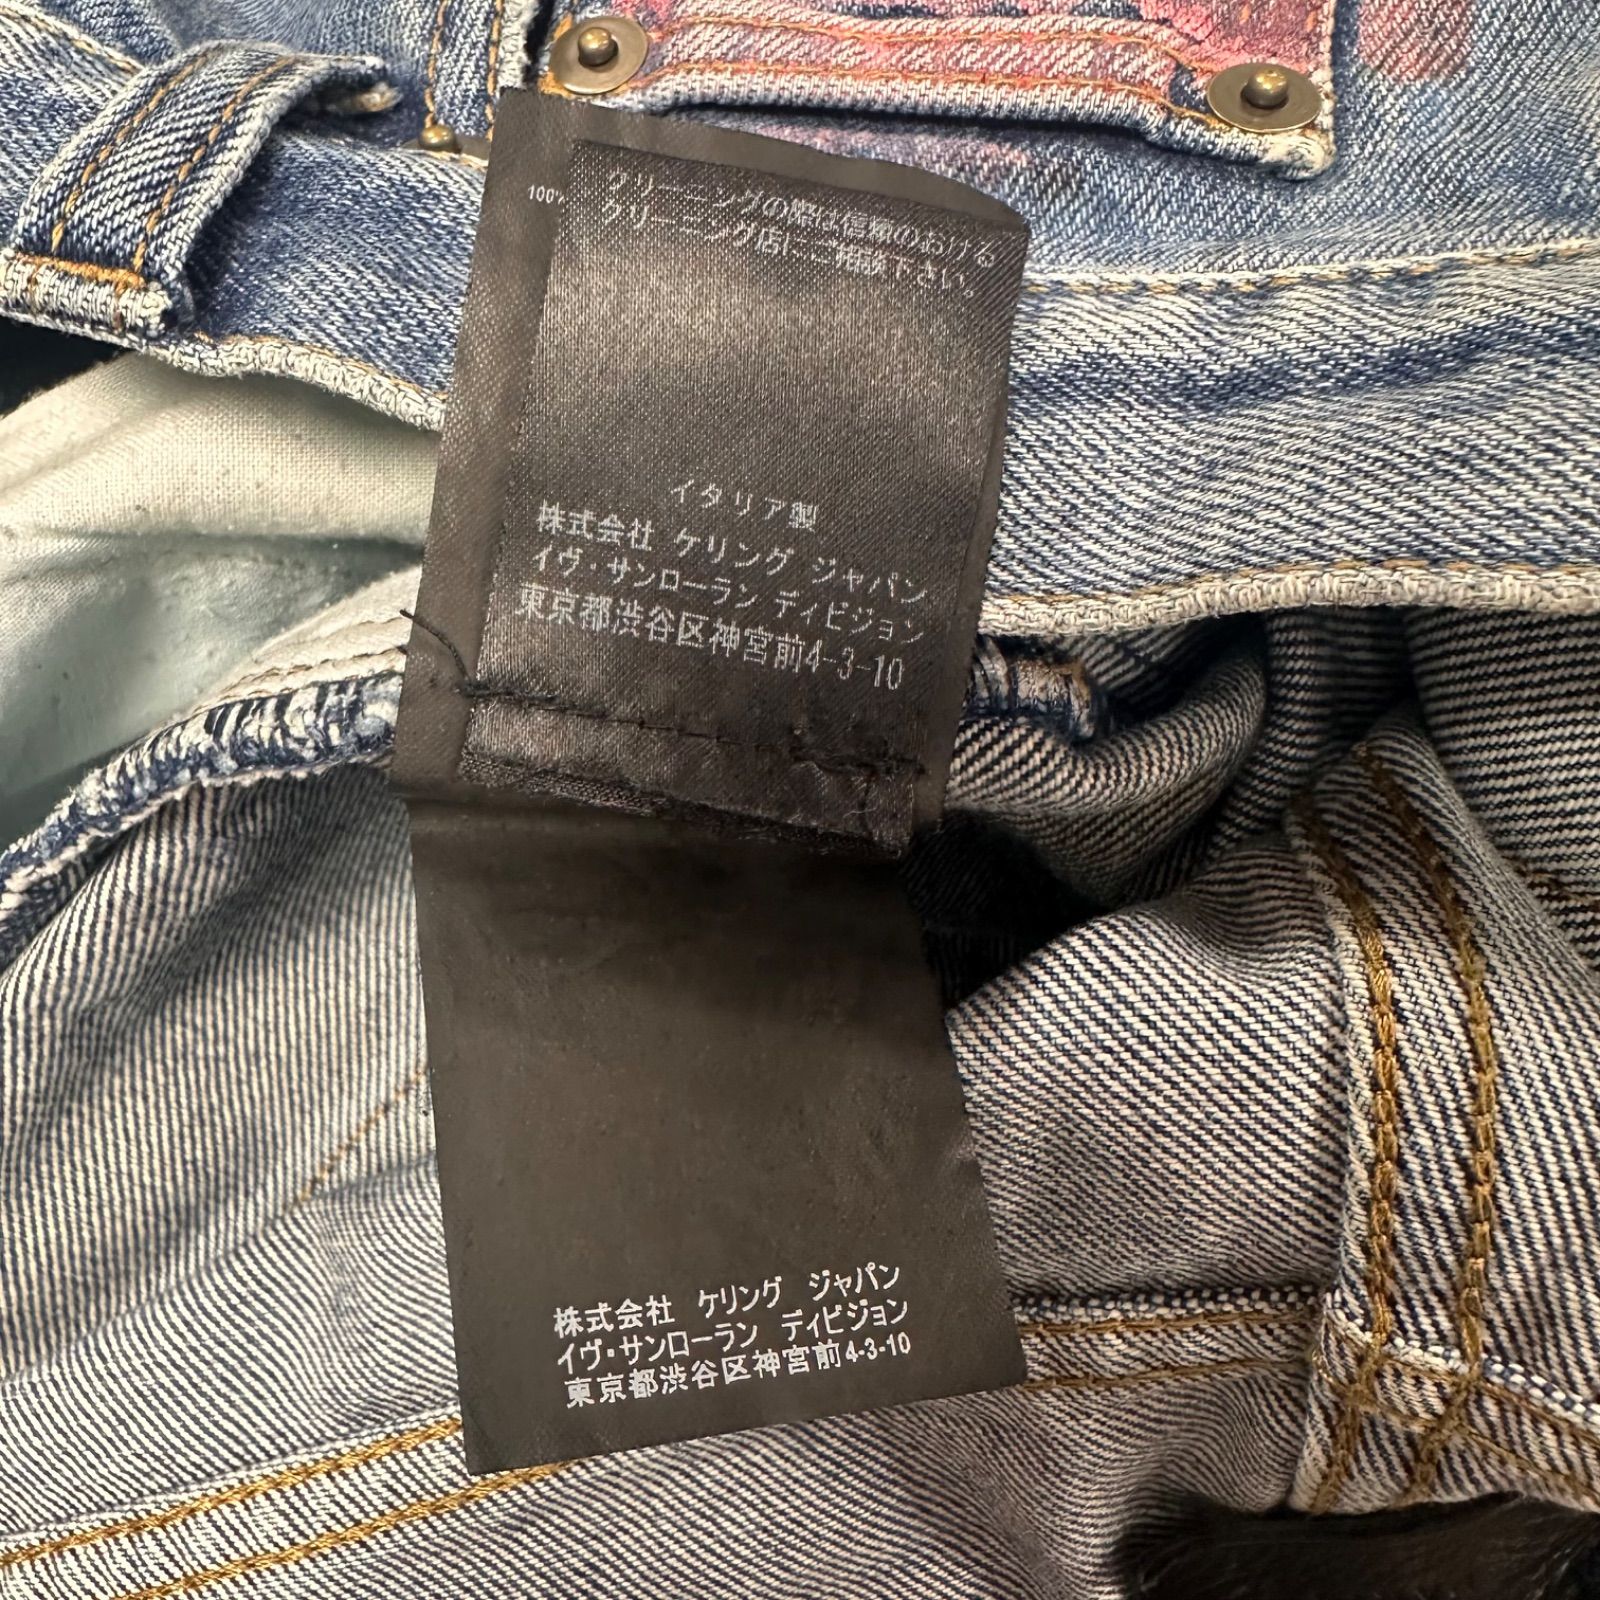 100%
クリーニングの際は信頼のおける
クリーニング店にご相談下さい。
イタリア製
株式会社 ケリング ジャパン
イヴ・サンローラン ディビジョン
東京都渋谷区神宮前4-3-10
株式会社 ケリング ジャパン
イヴ・サンローラン ディビジョン
東京都渋谷区神宮前4-3-10